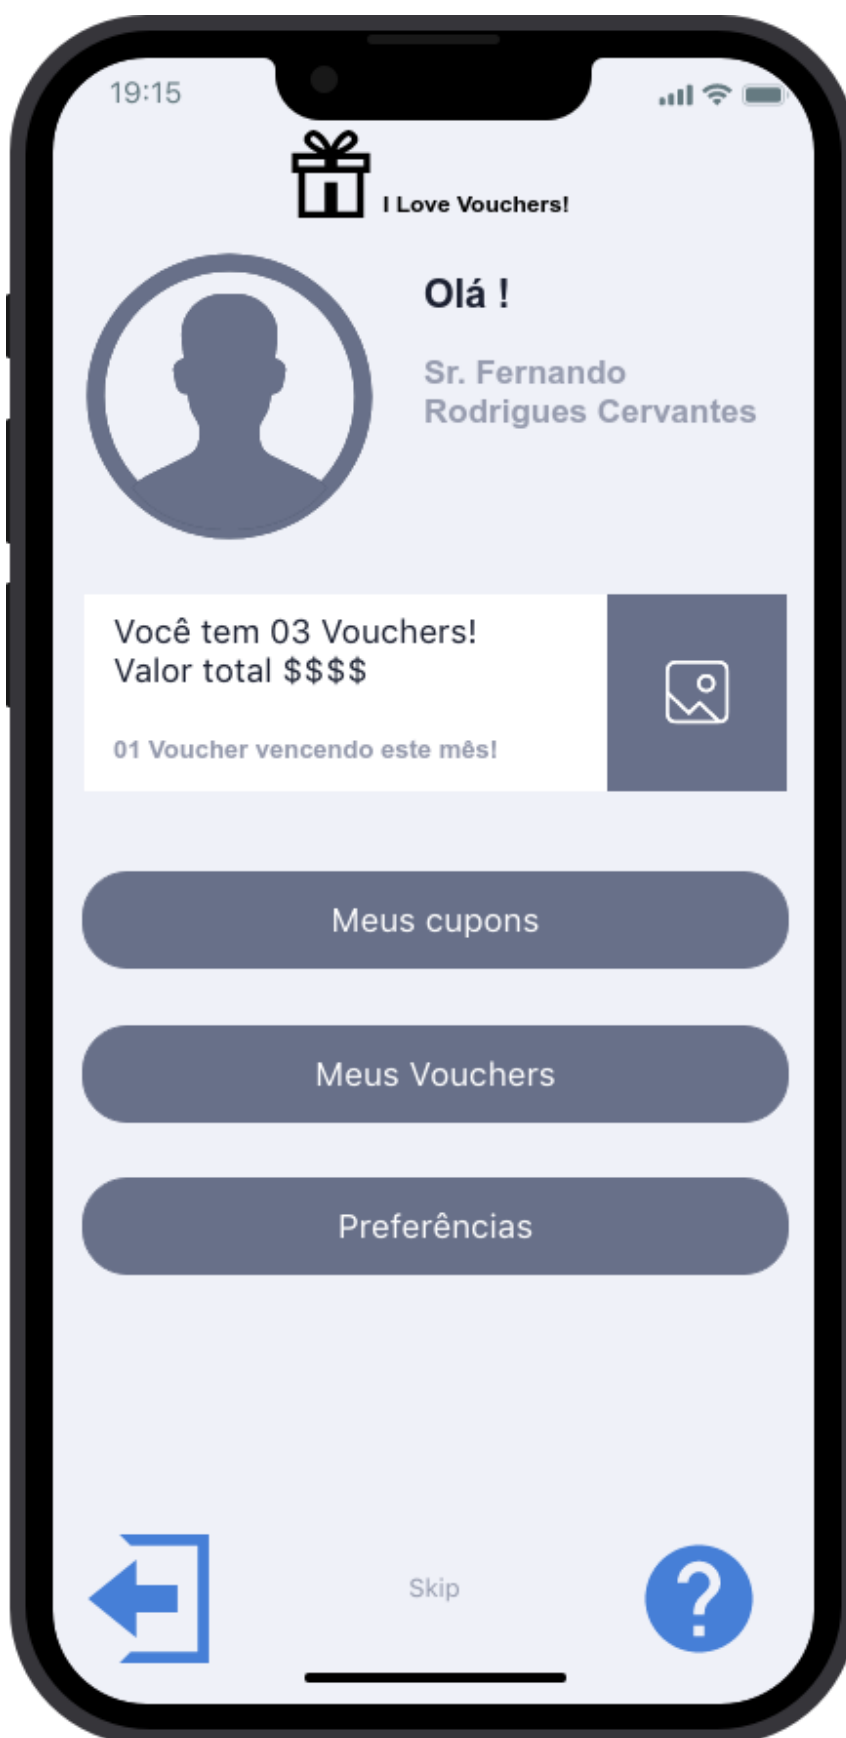 19:15
I Love Vouchers!
Olá !
Sr. Fernando
Rodrigues Cervantes
Você tem 03 Vouchers!
Valor total $$$$
01 Voucher vencendo este mês!
Meus cupons
Meus Vouchers
Preferências
Skip
?